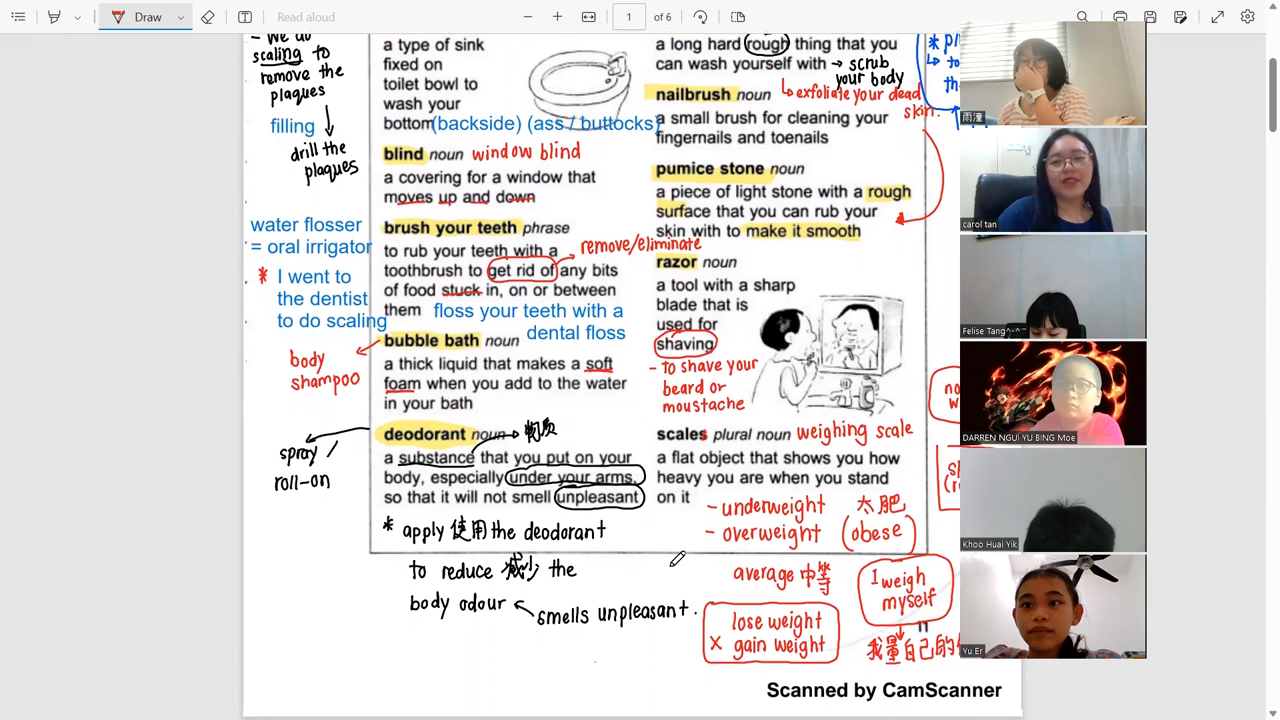 Draw
Read aloud
1
of 6
- We do
scaling to
remove the
plaques
filling
drill the
plaques
water flosser
= oral irrigator
* I went to
the dentist
to do scaling
body
shampoo
spray /
roll-on
a type of sink
fixed on
toilet bowl to
wash your
bottom (backside) (ass / buttocks)
blind noun window blind
a covering for a window that
moves up and down
brush your teeth phrase
to rub your teeth with a
toothbrush to get rid of any bits
remove/eliminate
of food stuck in, on or between
them floss your teeth with a
dental floss
bubble bath noun
a thick liquid that makes a soft
foam when you add to the water
in your bath
deodorant noun
a substance that you put on your
body, especially under your arms,
so that it will not smell unpleasant
* apply 使用 the deodorant
to reduce 减少 the
body odour
smells unpleasant.
a long hard rough thing that you
can wash yourself with → scrub
your body
nailbrush noun
exfoliate your dead
skin.
a small brush for cleaning your
fingernails and toenails
pumice stone noun
a piece of light stone with a rough
surface that you can rub your
skin with to make it smooth
razor noun
a tool with a sharp
blade that is
used for
shaving
- to shave your
beard or
moustache
scales plural noun weighing scale
a flat object that shows you how
heavy you are when you stand
on it
- underweight
- overweight
太肥
(obese)
average 中等
I weigh
myself
lose weight
x gain weight
我量自己的
11
Scanned by CamScanner
雨潼
carol tan
Felise Tang^-^~
DARREN NGUI YU BING Moe
Khoo Huai Yik
Yu Er